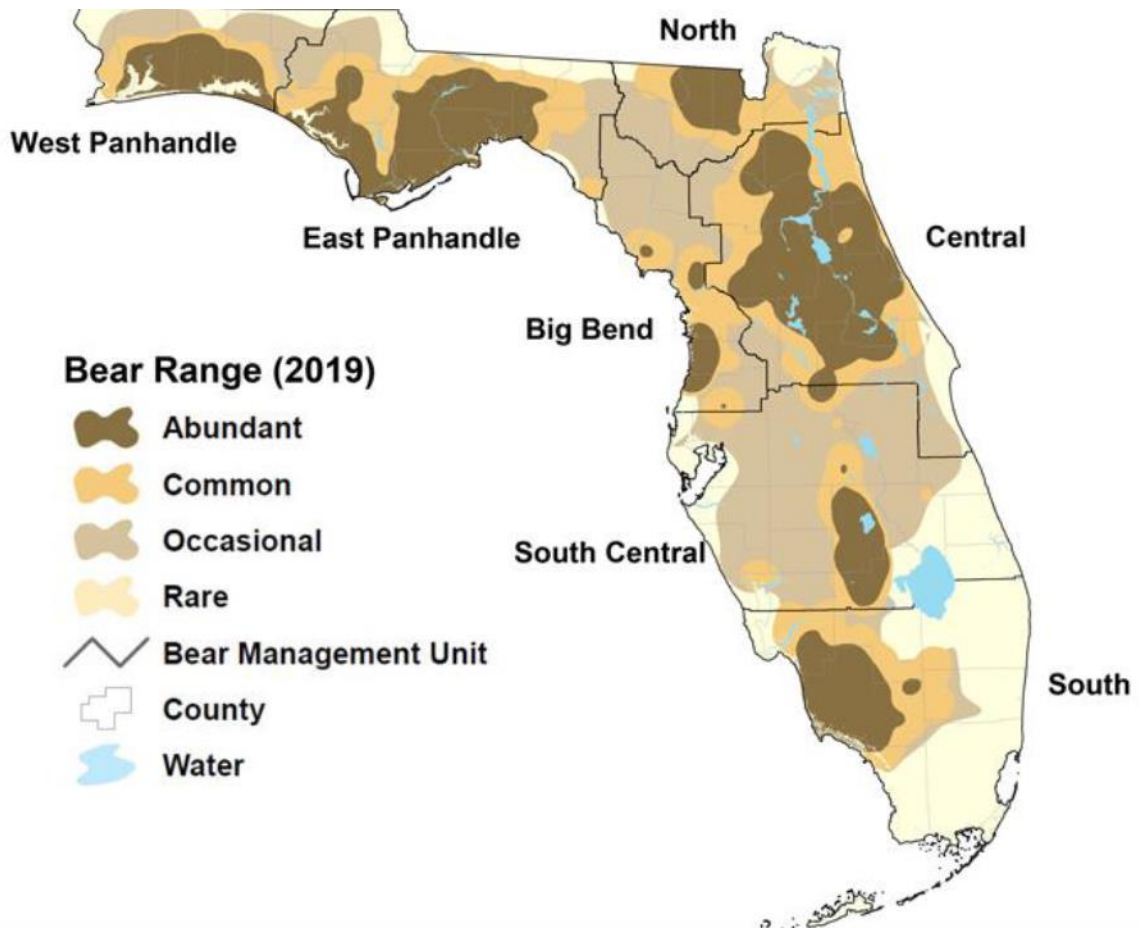 North
West Panhandle
East Panhandle
Central
Big Bend
Bear Range (2019)
Abundant
Common
Occasional
Rare
Bear Management Unit
County
Water
South Central
South